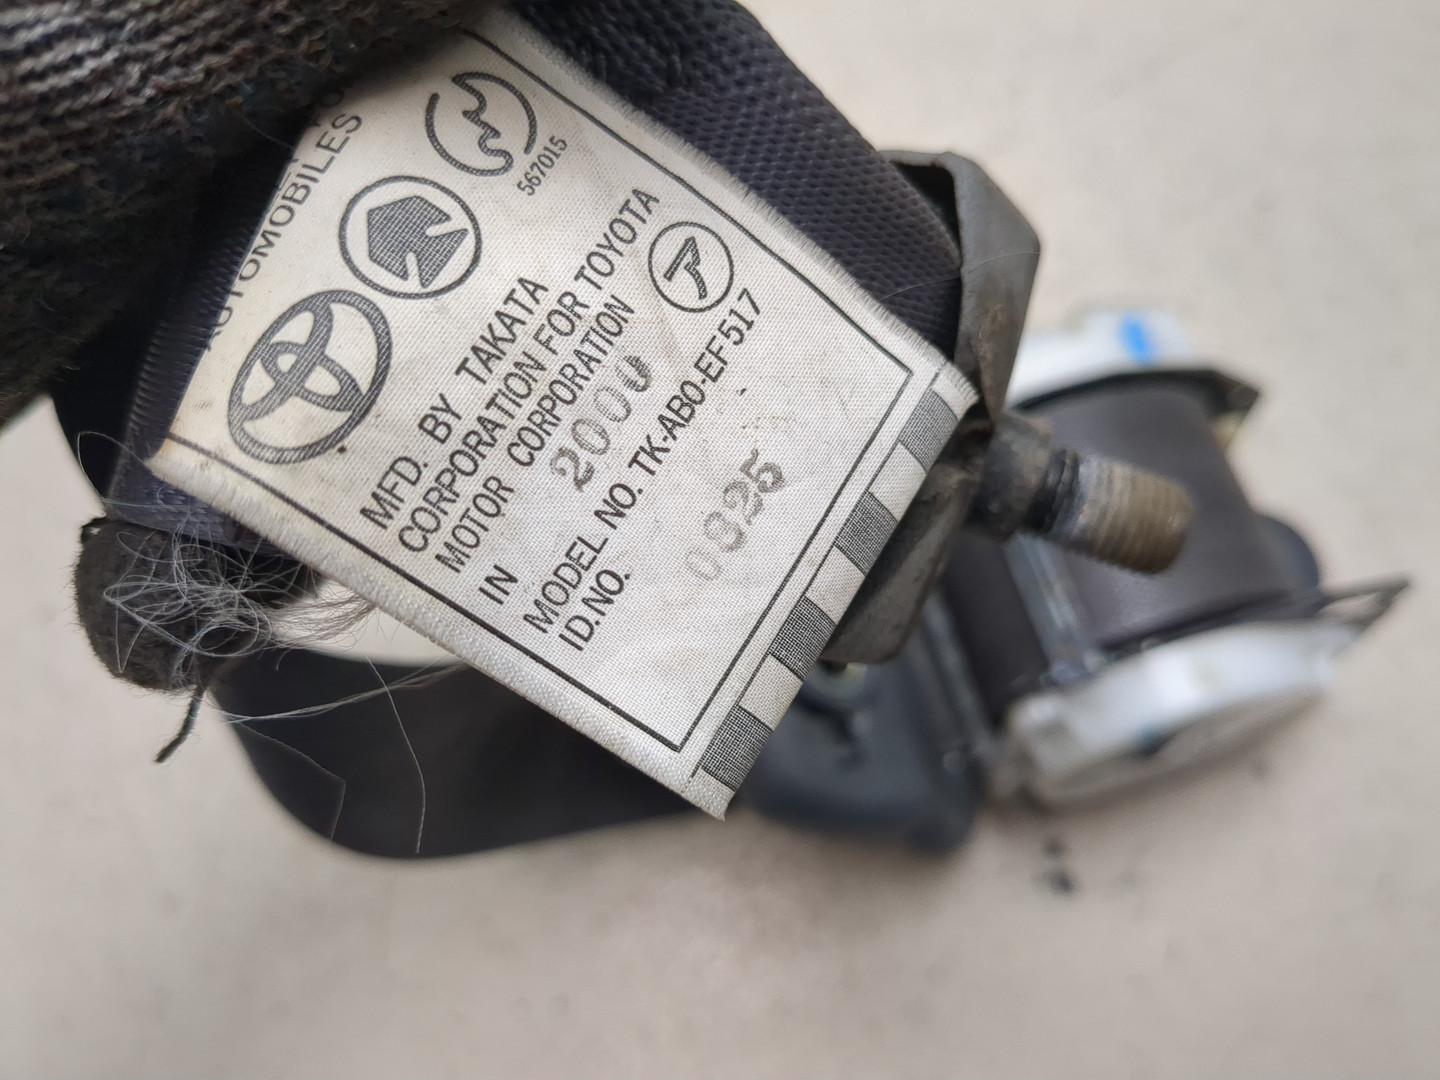 AUTOMOBILES
567015
MFD. BY TAKATA
CORPORATION FOR TOYOTA
MOTOR CORPORATION
IN 2000
ア
MODEL NO. TK-AB0-EF517
ID.NO. 0325